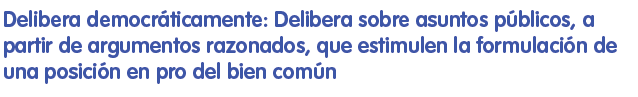 Delibera democráticamente: Delibera sobre asuntos públicos, a
partir de argumentos razonados, que estimulen la formulación de
una posición en pro del bien común